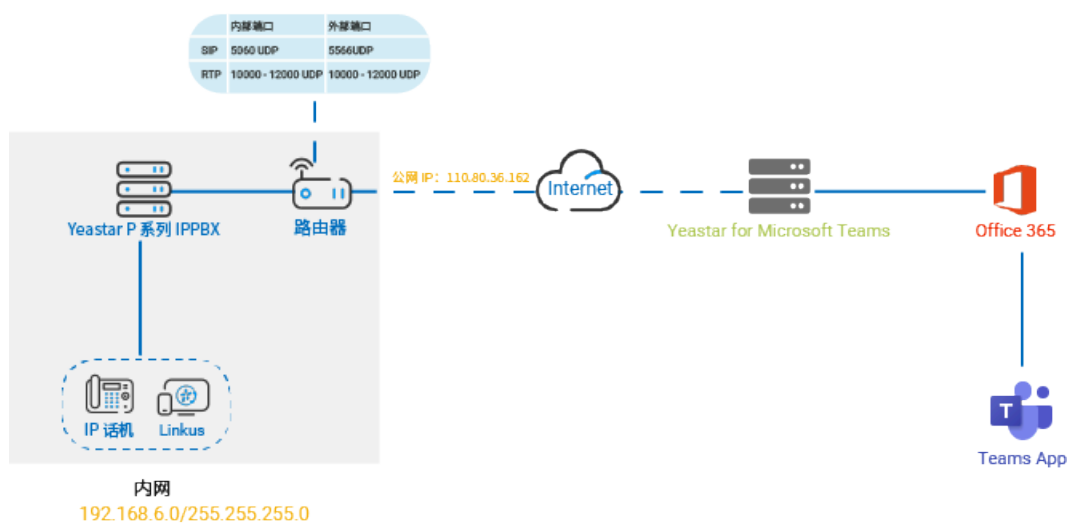 内部端口 外部端口
SIP 5060 UDP 5566UDP
RTP 10000 - 12000 UDP 10000 - 12000 UDP
公网 IP：110.80.36.162
Internet
Yeastar P 系列 IPPBX
路由器
Yeastar for Microsoft Teams
Office 365
IP 话机
Linkus
T
Teams App
内网
192.168.6.0/255.255.255.0